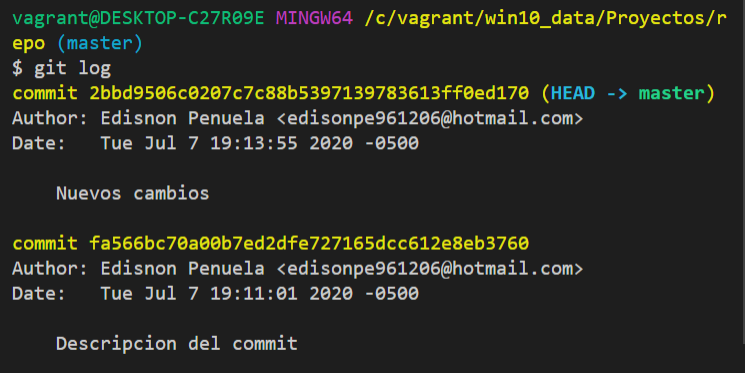 vagrant@DESKTOP-C27R09E MINGW64 /c/vagrant/win10_data/Proyectos/r
epo (master)
$ git log
commit 2bbd9506c0207c7c88b5397139783613ff0ed170 (HEAD -> master)
Author: Edisnon Penuela <edisonpe961206@hotmail.com>
Date:   Tue Jul 7 19:13:55 2020 -0500

    Nuevos cambios

commit fa566bc70a00b7ed2dfe727165dcc612e8eb3760
Author: Edisnon Penuela <edisonpe961206@hotmail.com>
Date:   Tue Jul 7 19:11:01 2020 -0500

    Descripcion del commit